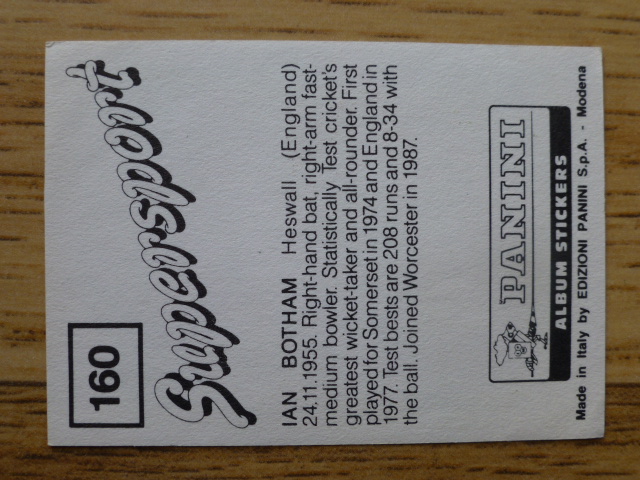 160
Supersport
IAN BOTHAM Heswall (England)
24.11.1955. Right-hand bat, right-arm fast-
medium bowler. Statistically Test cricket's
greatest wicket-taker and all-rounder. First
played for Somerset in 1974 and England in
1977. Test bests are 208 runs and 8-34 with
the ball. Joined Worcester in 1987.
PANINI
ALBUM STICKERS
Made in Italy by EDIZIONI PANINI S.p.A. - Modena